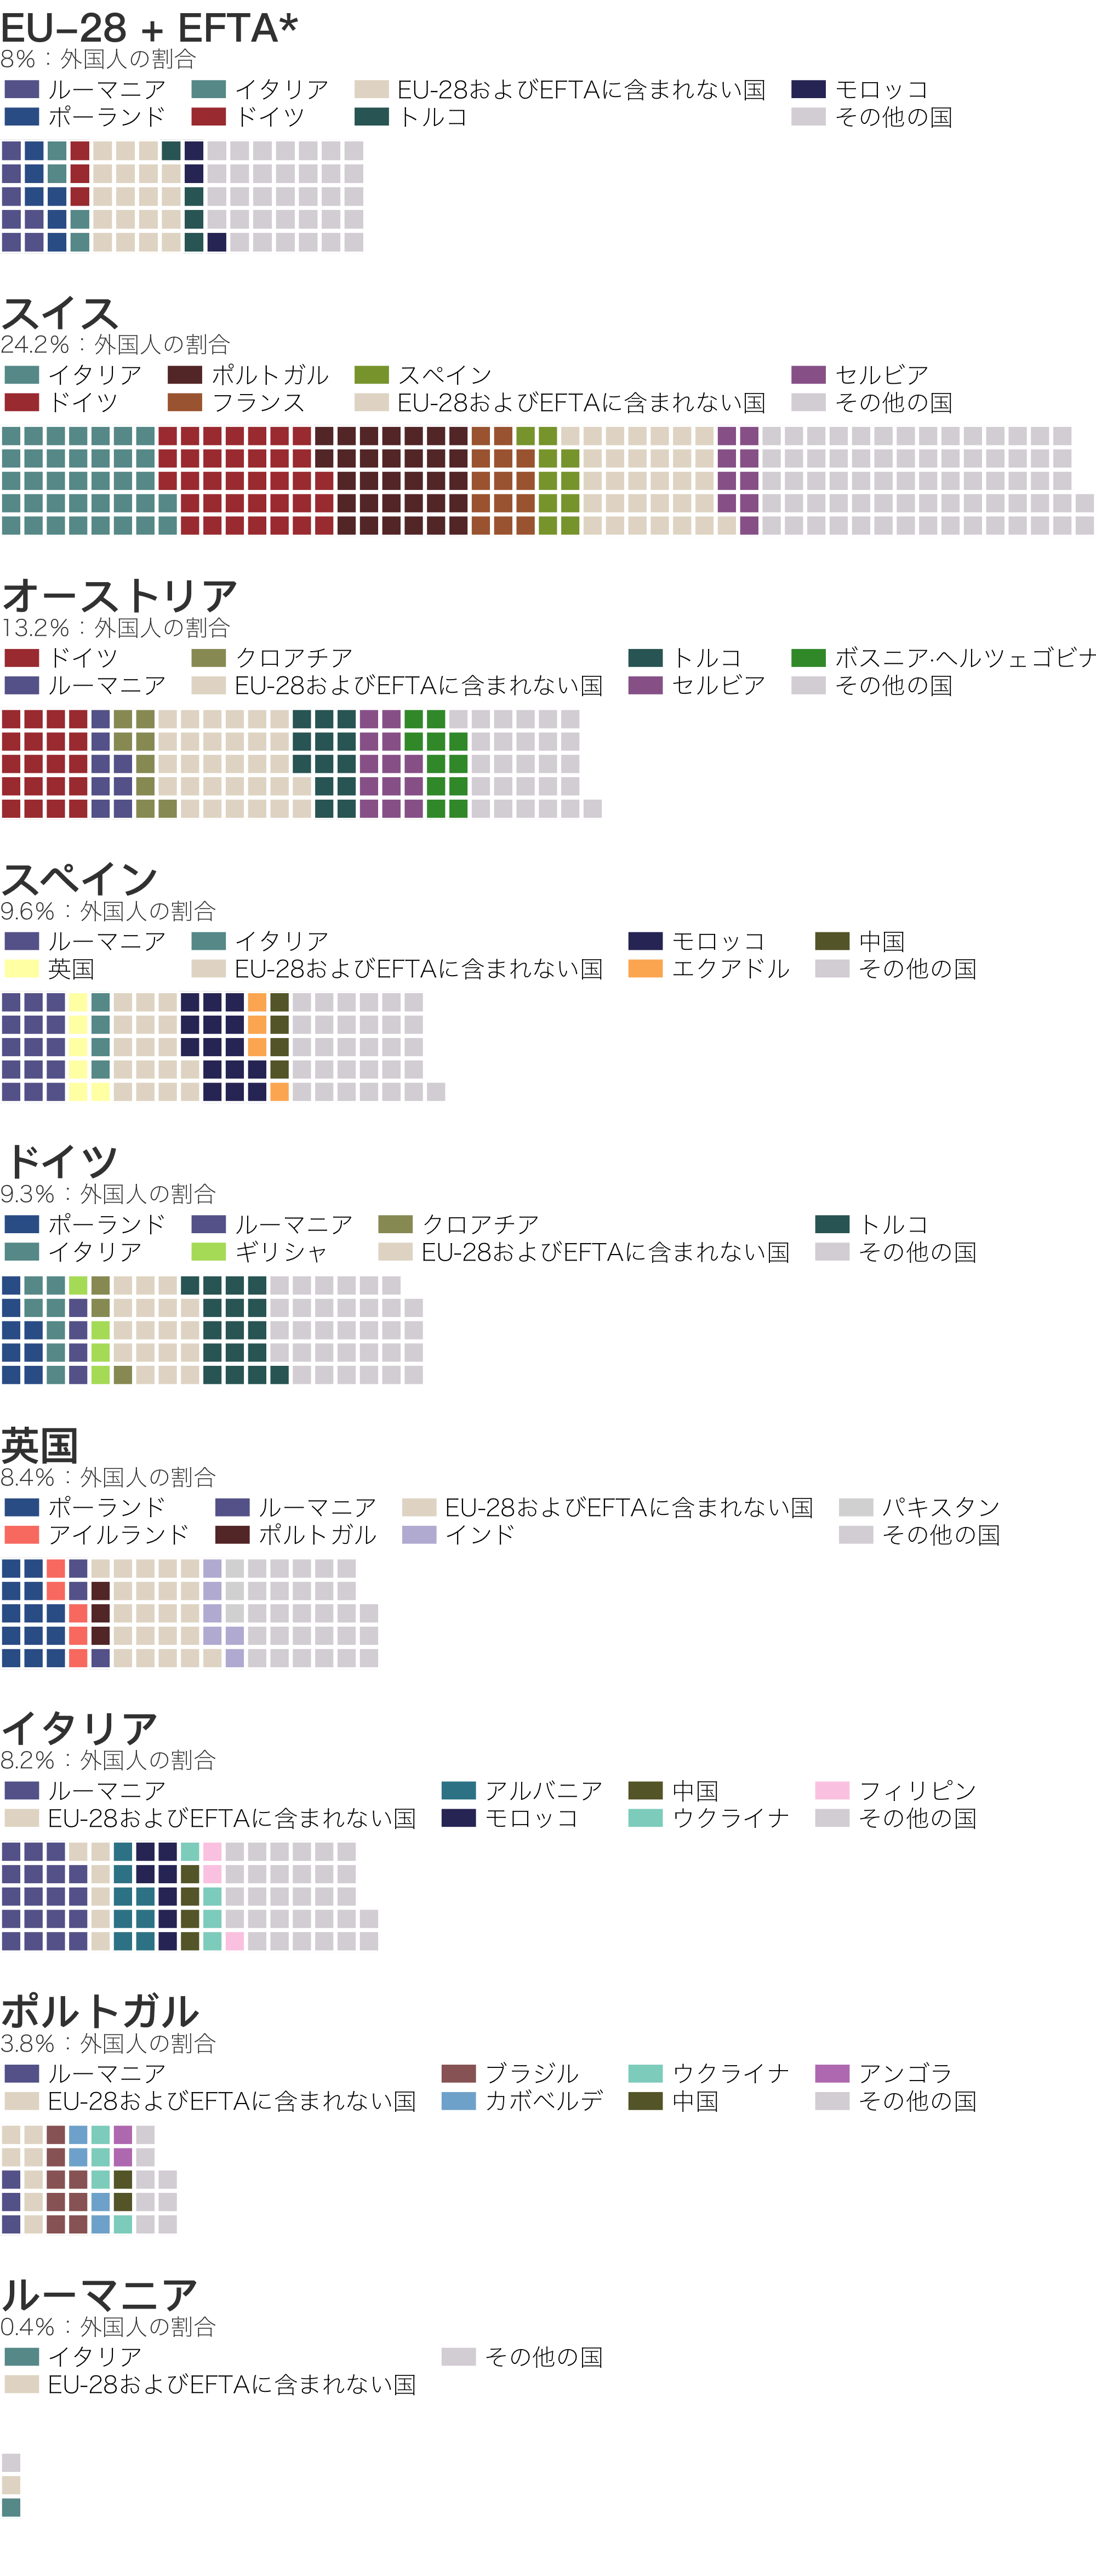 EU−28 + EFTA*
8%：外国人の割合
ルーマニア イタリア EU-28およびEFTAに含まれない国 モロッコ
ポーランド ドイツ トルコ その他の国
スイス
24.2%：外国人の割合
イタリア ポルトガル スペイン セルビア
ドイツ フランス EU-28およびEFTAに含まれない国 その他の国
オーストリア
13.2%：外国人の割合
ドイツ クロアチア トルコ ボスニア·ヘルツェゴビナ
ルーマニア EU-28およびEFTAに含まれない国 セルビア その他の国
スペイン
9.6%：外国人の割合
ルーマニア イタリア モロッコ 中国
英国 EU-28およびEFTAに含まれない国 エクアドル その他の国
ドイツ
9.3%：外国人の割合
ポーランド ルーマニア クロアチア トルコ
イタリア ギリシャ EU-28およびEFTAに含まれない国 その他の国
英国
8.4%：外国人の割合
ポーランド ルーマニア EU-28およびEFTAに含まれない国 パキスタン
アイルランド ポルトガル インド その他の国
イタリア
8.2%：外国人の割合
ルーマニア アルバニア 中国 フィリピン
EU-28およびEFTAに含まれない国 モロッコ ウクライナ その他の国
ポルトガル
3.8%：外国人の割合
ルーマニア ブラジル ウクライナ アンゴラ
EU-28およびEFTAに含まれない国 カボベルデ 中国 その他の国
ルーマニア
0.4%：外国人の割合
イタリア その他の国
EU-28およびEFTAに含まれない国